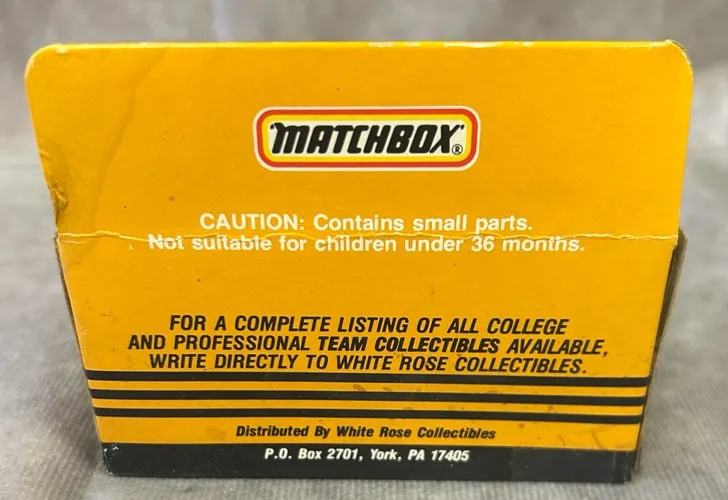 MATCHBOX®
CAUTION: Contains small parts.
Not suitable for children under 36 months.
FOR A COMPLETE LISTING OF ALL COLLEGE
AND PROFESSIONAL TEAM COLLECTIBLES AVAILABLE,
WRITE DIRECTLY TO WHITE ROSE COLLECTIBLES.
Distributed By White Rose Collectibles
P.O. Box 2701, York, PA 17405